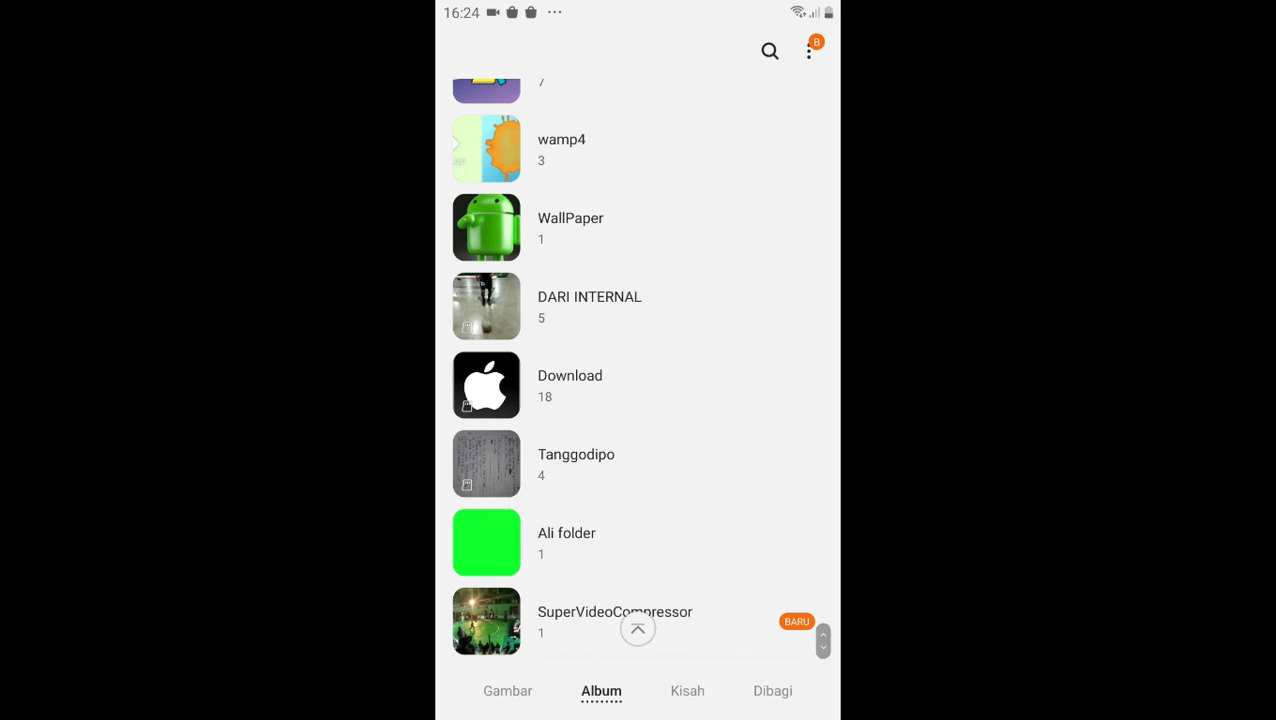 16:24
B
7
wamp4
3
WallPaper
1
DARI INTERNAL
5
Download
18
Tanggodipo
4
Ali folder
1
SuperVideoCompressor
1
BARU
Gambar Album Kisah Dibagi